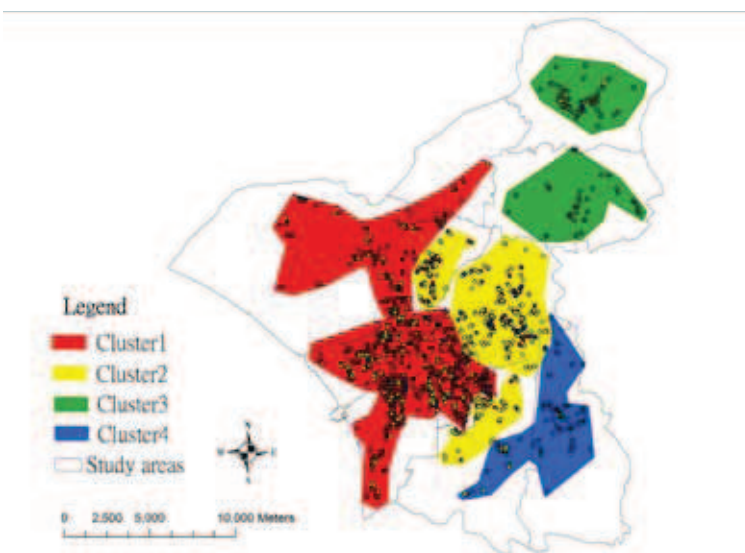 Legend
Cluster1
Cluster2
Cluster3
Cluster4
Study areas
N
W
E
S
0 2.500 5.000 10.000 Meters